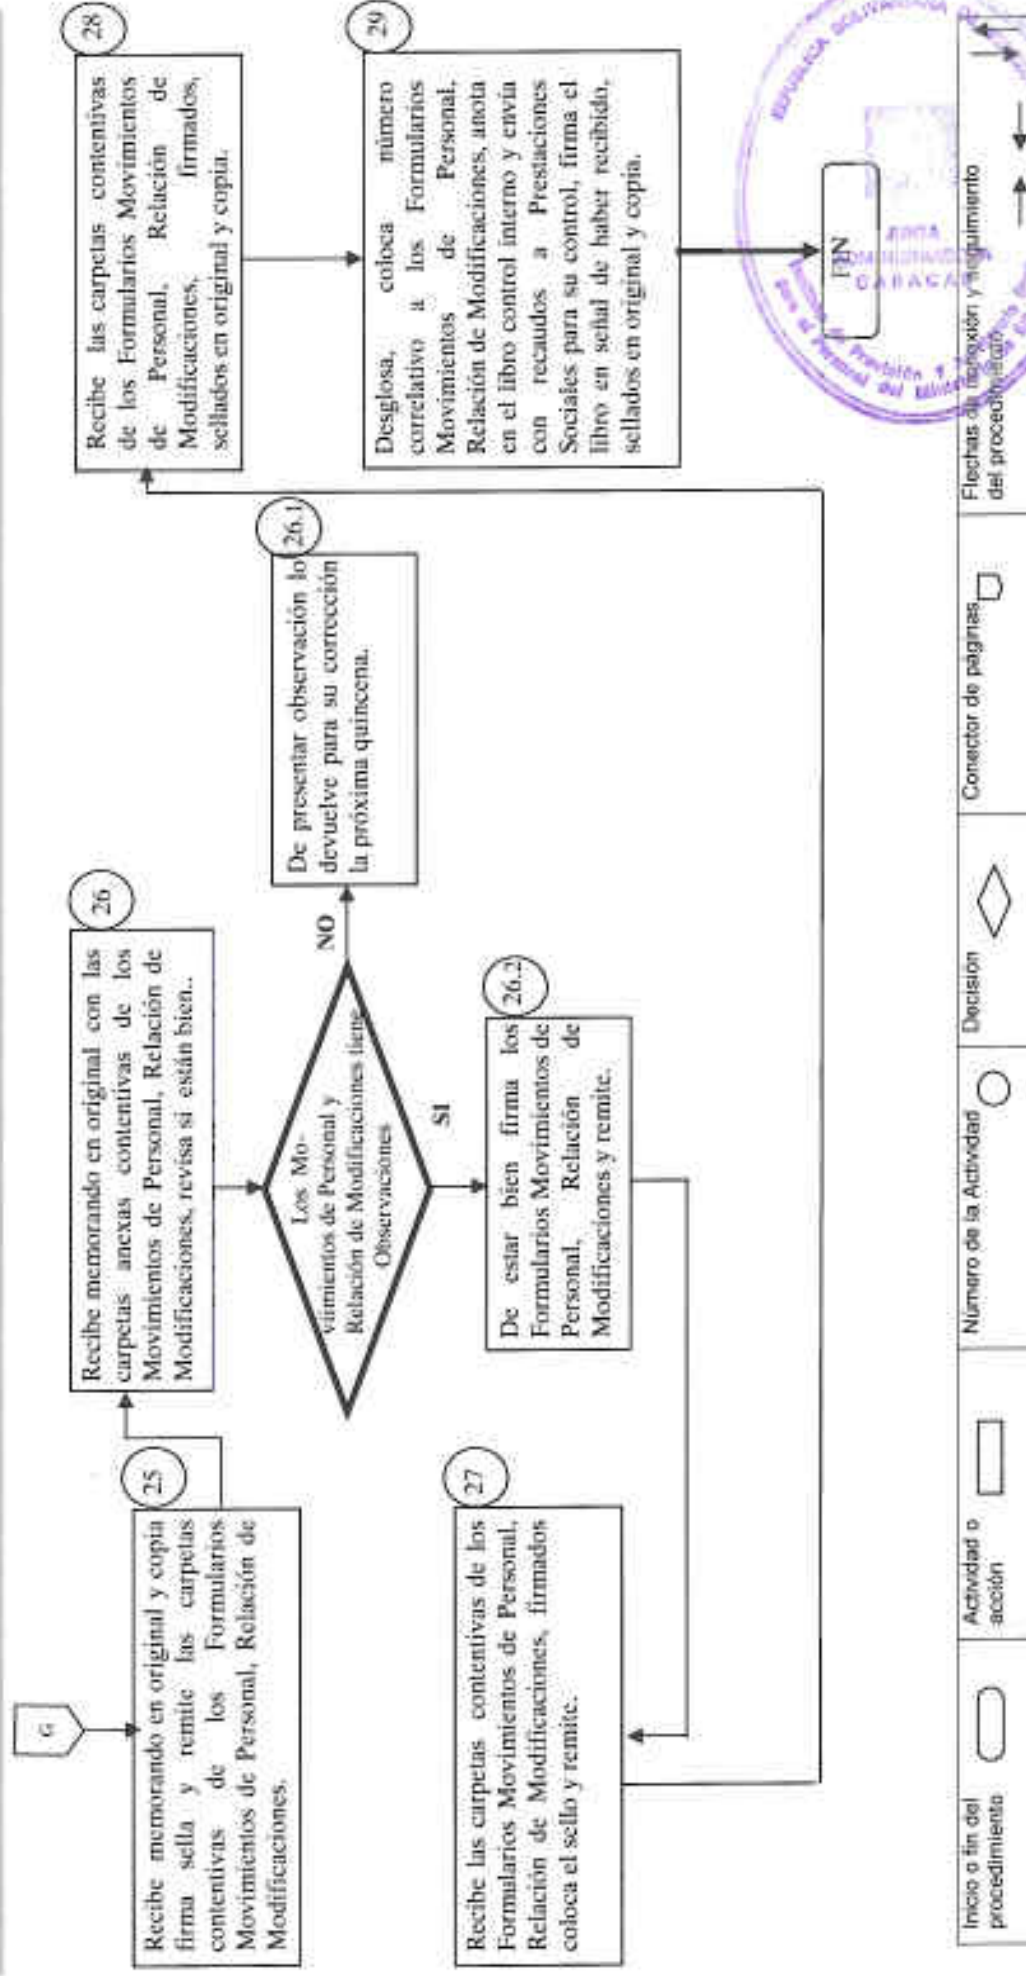 G
25
Recibe memorando en original y copia
firma sella y remite las carpetas
contentivas de los Formularios
Movimientos de Personal, Relación de
Modificaciones.
26
Recibe memorando en original con las
carpetas anexas contentivas de los
Movimientos de Personal, Relación de
Modificaciones, revisa si están bien..
Los Mo-
vimientos de Personal y
Relación de Modificaciones tiene
Observaciones
NO
SI
26.1
De presentar observación lo
devuelve para su corrección
la próxima quincena.
26.2
De estar bien firma los
Formularios Movimientos de
Personal, Relación de
Modificaciones y remite.
27
Recibe las carpetas contentivas de los
Formularios Movimientos de Personal,
Relación de Modificaciones, firmados
coloca el sello y remite.
28
Recibe las carpetas contentivas
de los Formularios Movimientos
de Personal, Relación de
Modificaciones, firmados,
sellados en original y copia.
29
Desglosa, coloca número
correlativo a los Formularios
Movimientos de Personal,
Relación de Modificaciones, anota
en el libro control interno y envía
con recaudos a Prestaciones
Sociales para su control, firma el
libro en señal de haber recibido,
sellados en original y copia.
FIN
REPUBLICA BOLIVARIANA DE
CARACAS
Previsión y
Personal del
Inicio o fin del
procedimiento
Actividad o
acción
Número de la Actividad
Decisión
Conector de páginas
Flechas de conexión y seguimiento
del procedimiento